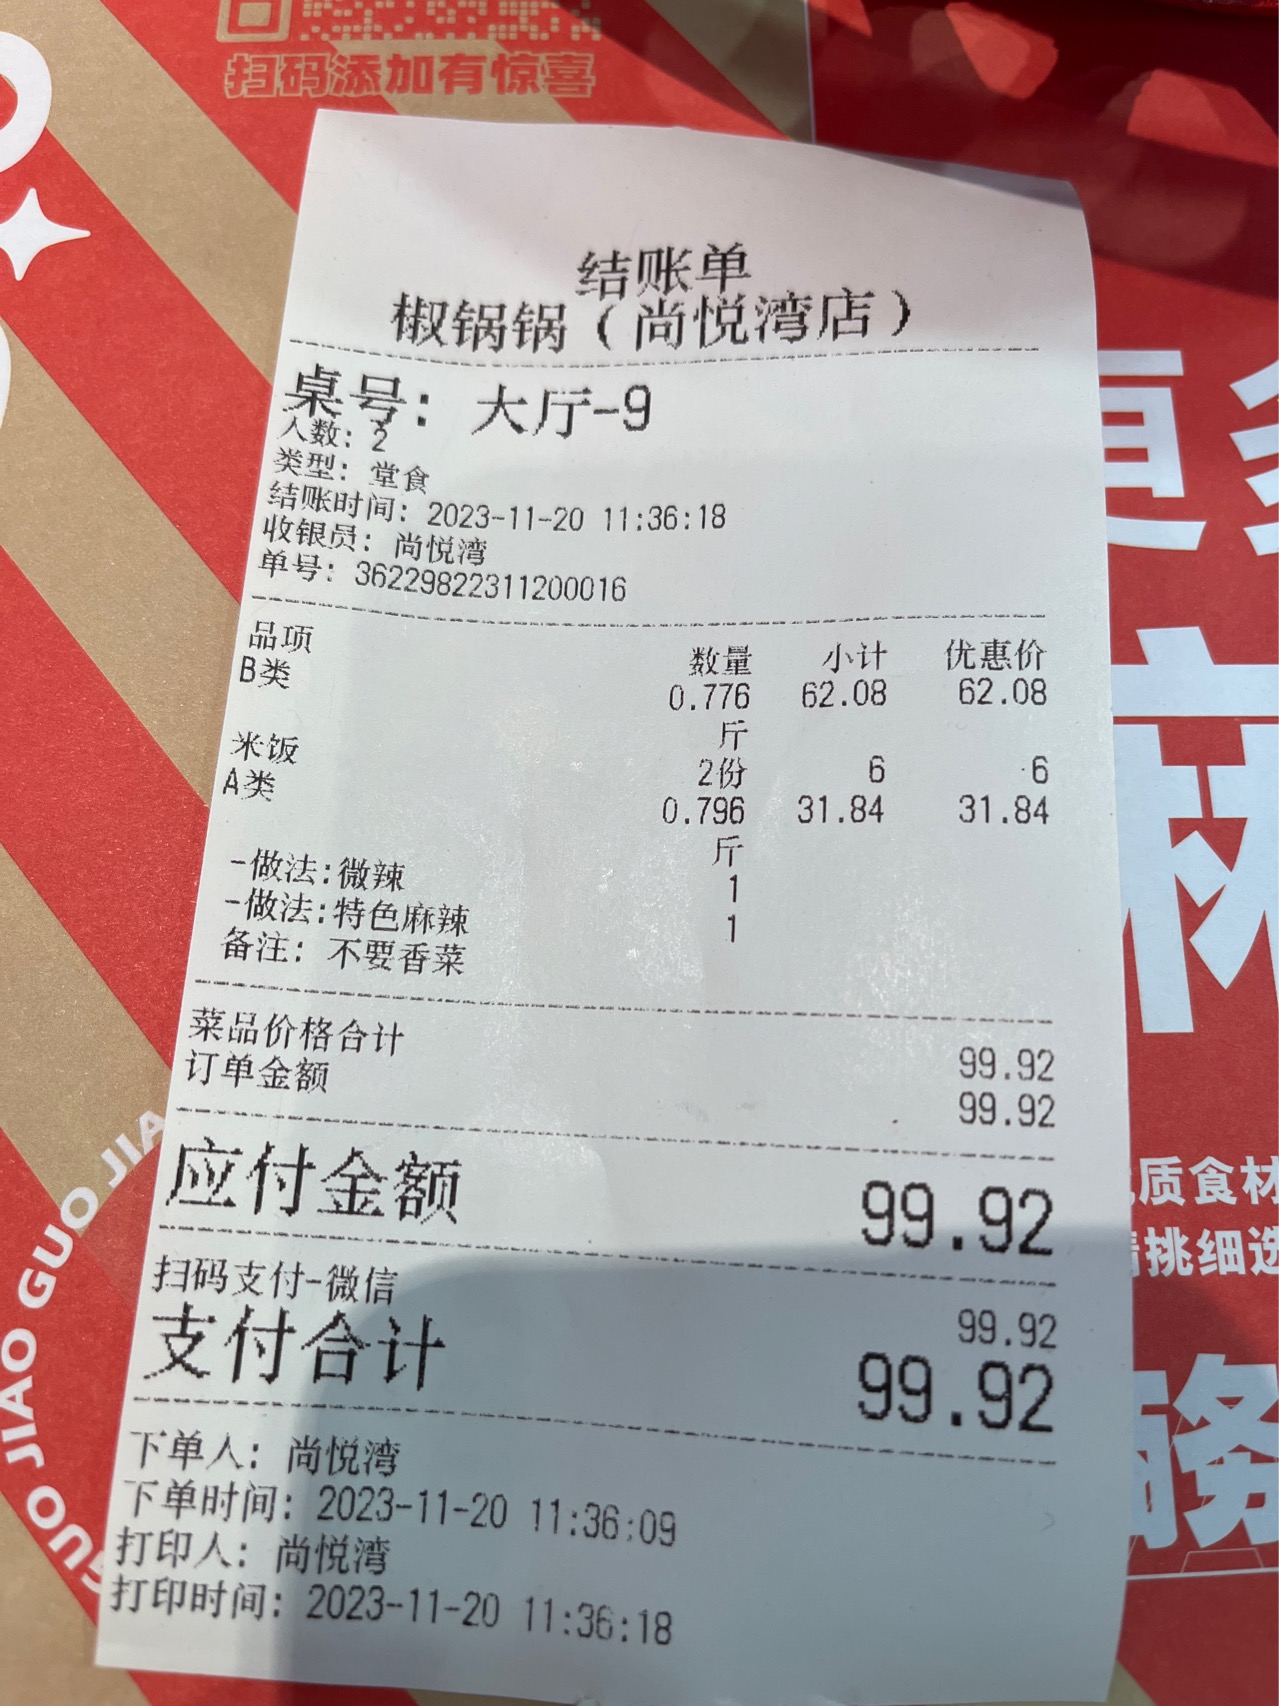 扫码添加有惊喜
结账单
椒锅锅（尚悦湾店）
桌号: 大厅-9
人数: 2
类型: 堂食
结账时间: 2023-11-20 11:36:18
收银员: 尚悦湾
单号: 36229822311200016
品项 数量 小计 优惠价
B类 0.776 62.08 62.08
斤
米饭 2份 6 6
A类 0.796 31.84 31.84
斤
-做法:微辣 1
-做法:特色麻辣 1
备注: 不要香菜
菜品价格合计 99.92
订单金额 99.92
应付金额 99.92
扫码支付-微信 99.92
支付合计 99.92
下单人: 尚悦湾
下单时间: 2023-11-20 11:36:09
打印人: 尚悦湾
打印时间: 2023-11-20 11:36:18
GUO JIAO GUO JIA
更多
麻
质食材
挑细选
务